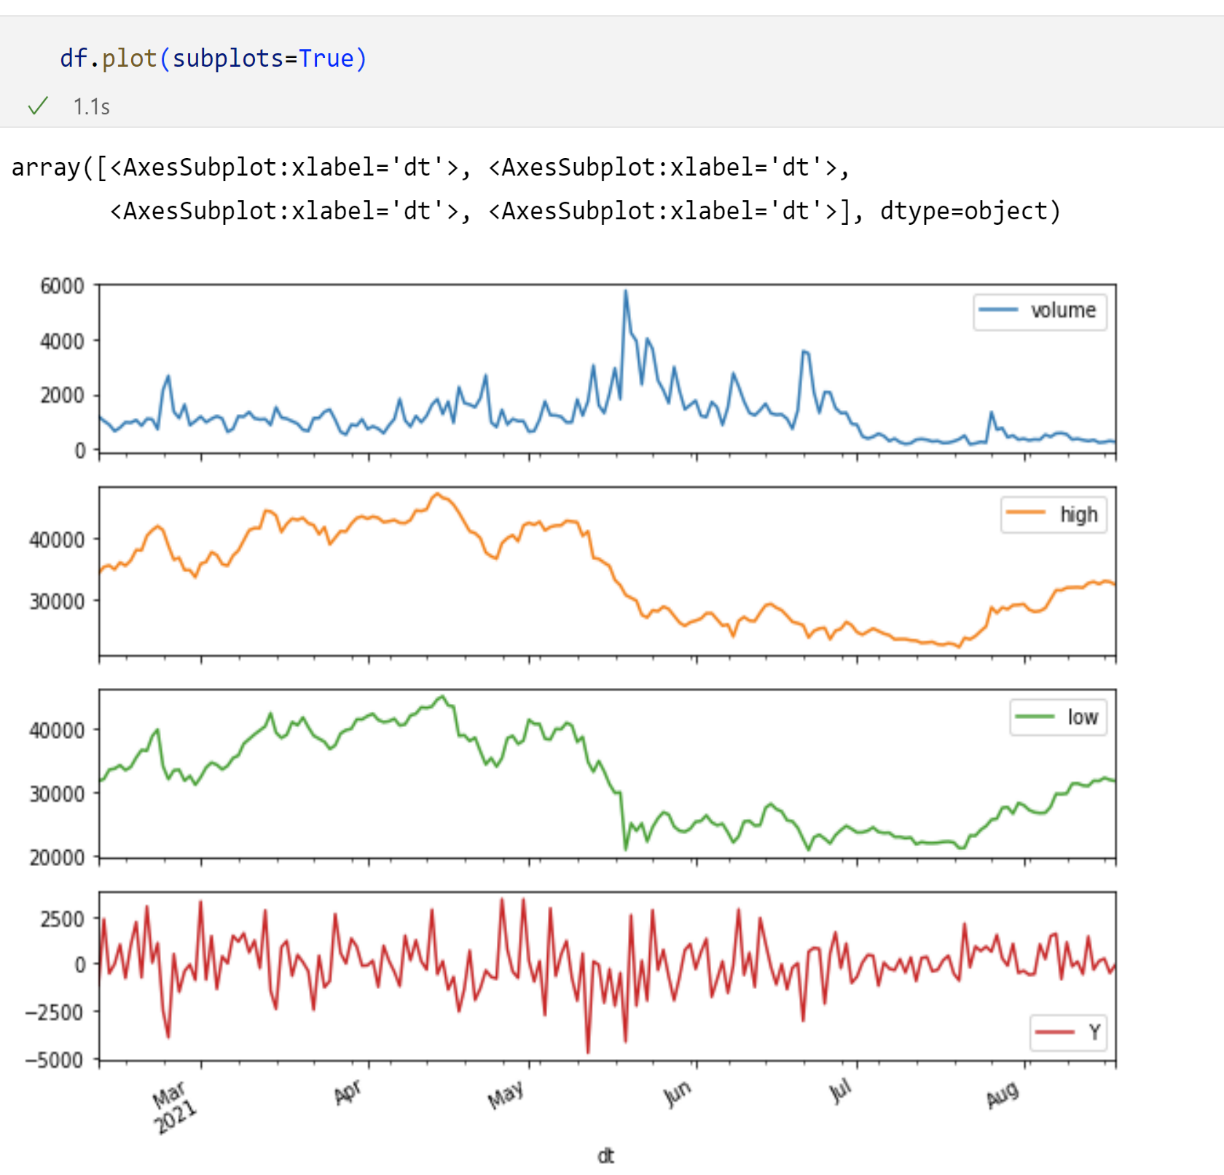 df.plot(subplots=True)
1.1s
array([<AxesSubplot:xlabel='dt'>, <AxesSubplot:xlabel='dt'>,
<AxesSubplot:xlabel='dt'>, <AxesSubplot:xlabel='dt'>], dtype=object)
6000
4000
2000
0
volume
40000
30000
high
40000
30000
20000
low
2500
0
−2500
−5000
Y
Mar
2021
Apr
May
Jun
Jul
Aug
dt